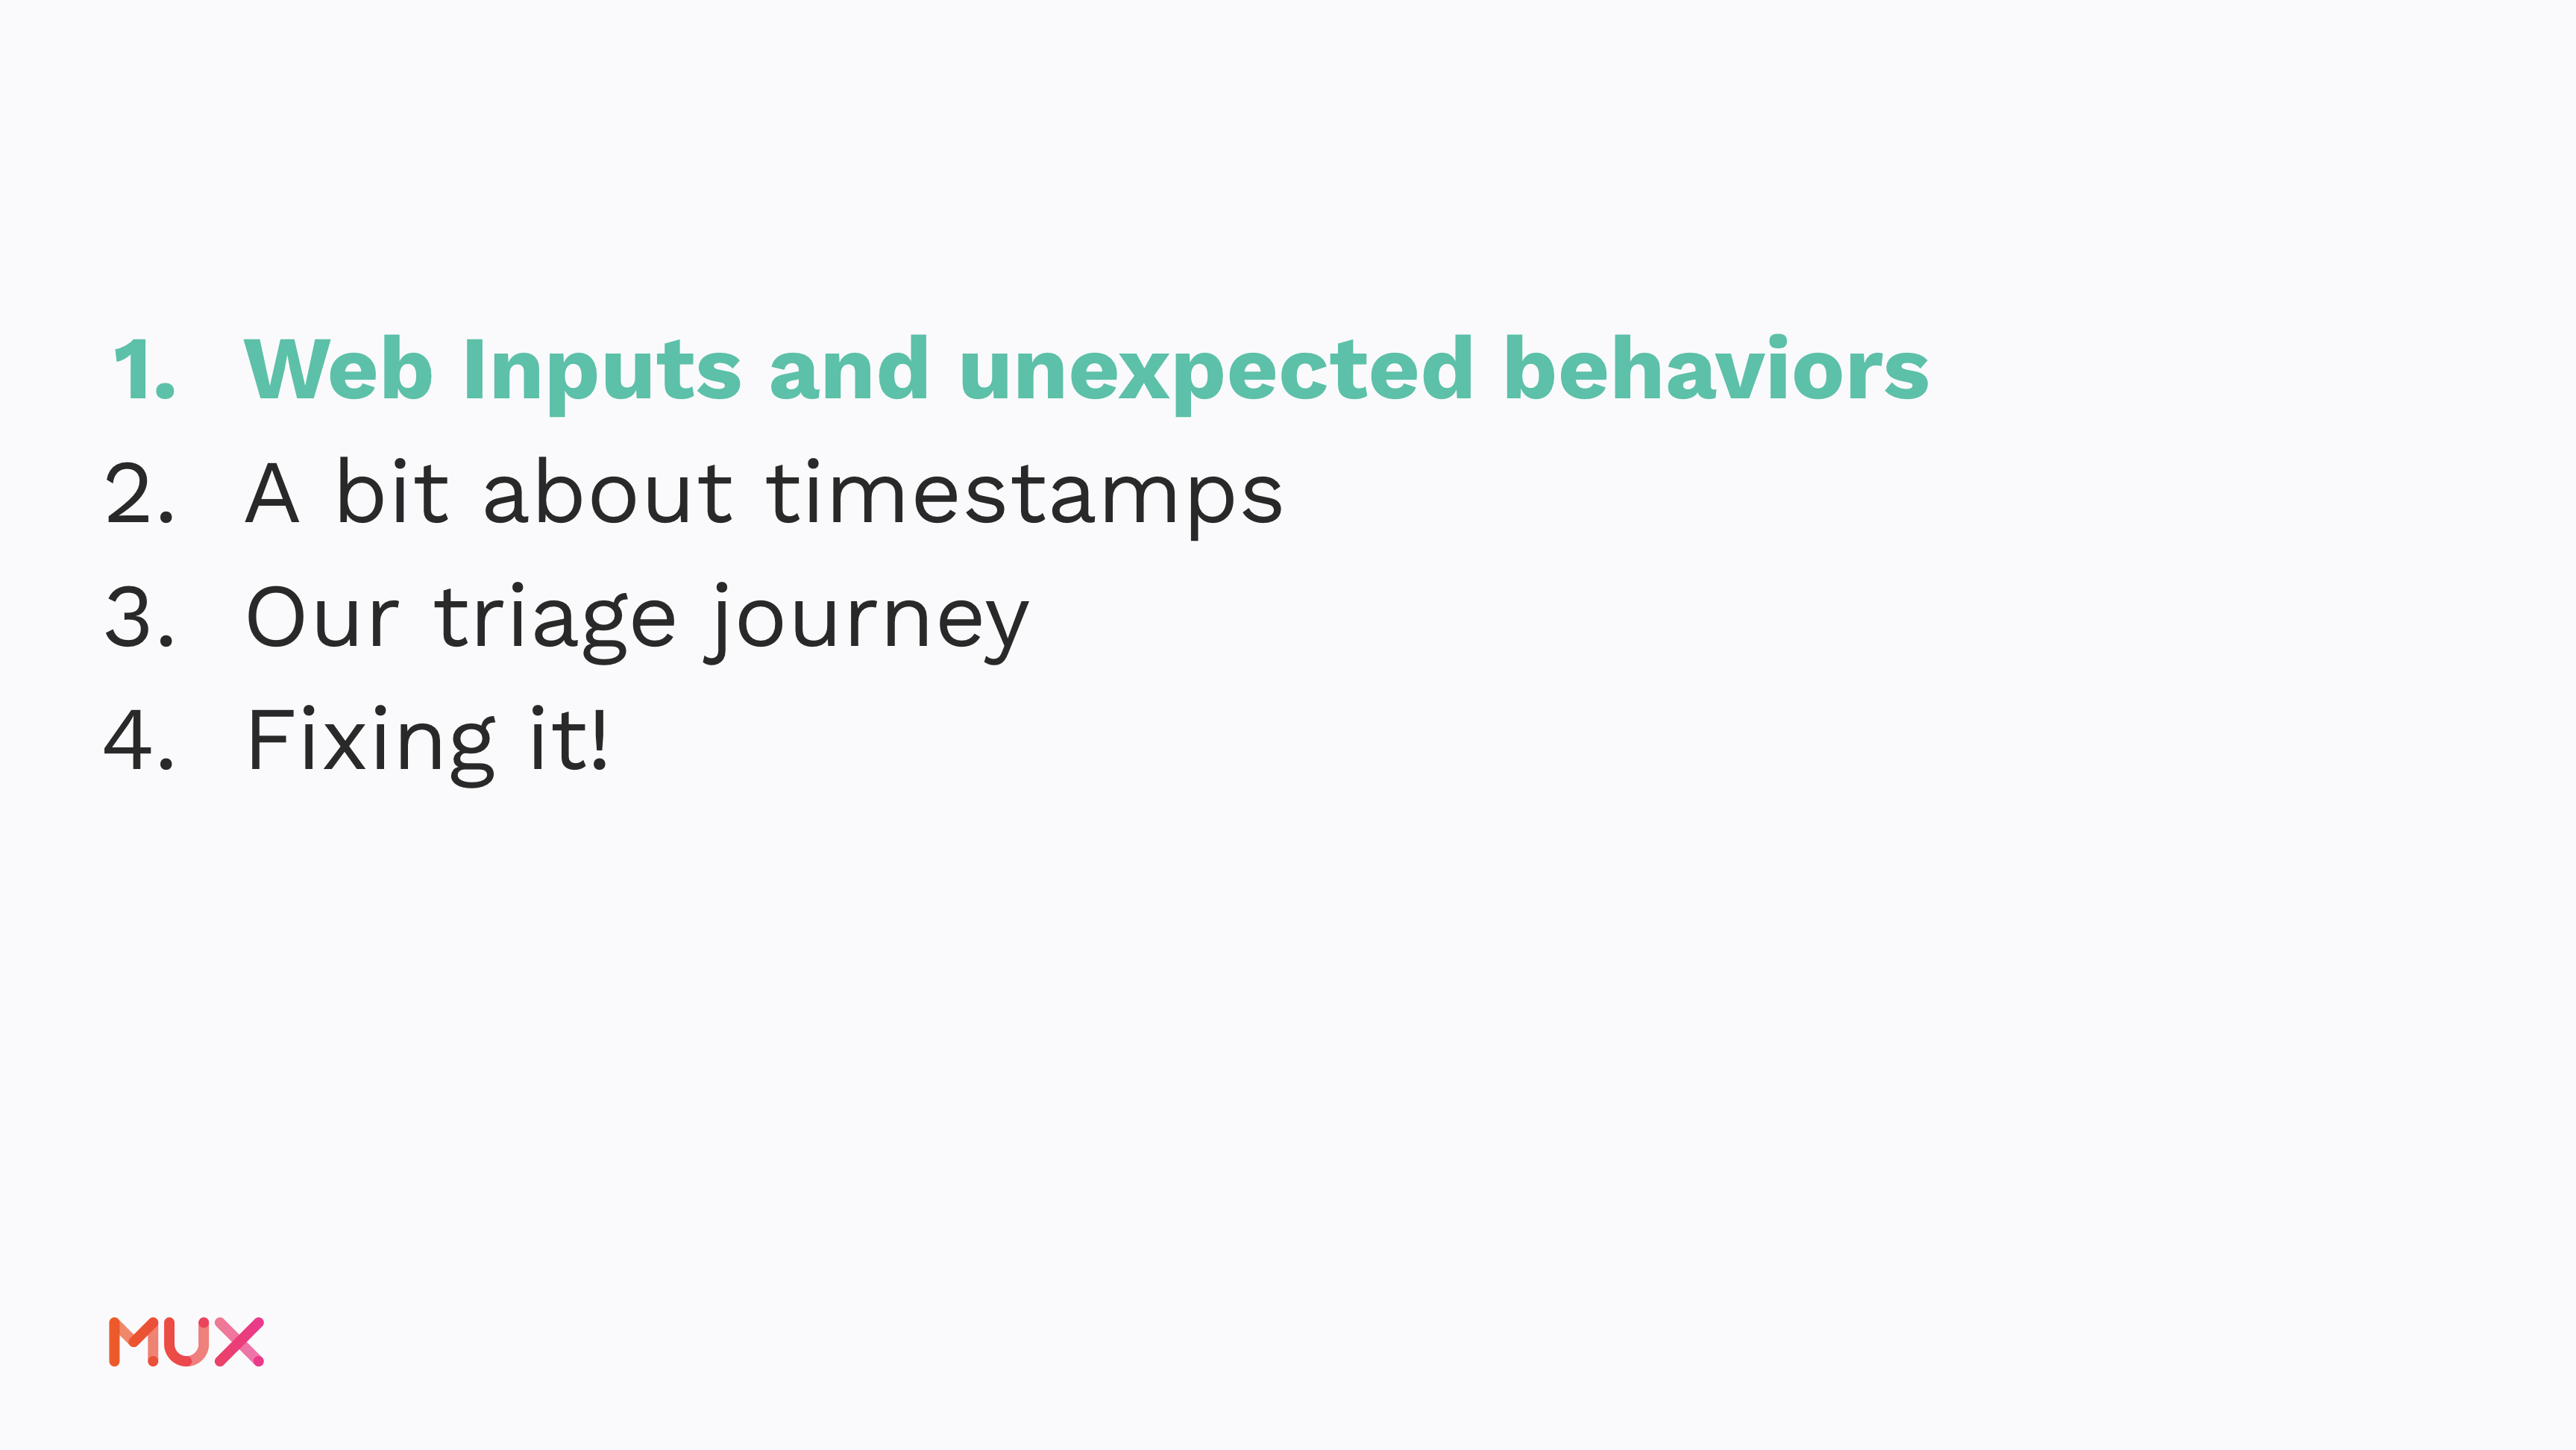 1. Web Inputs and unexpected behaviors
2. A bit about timestamps
3. Our triage journey
4. Fixing it!
MUX